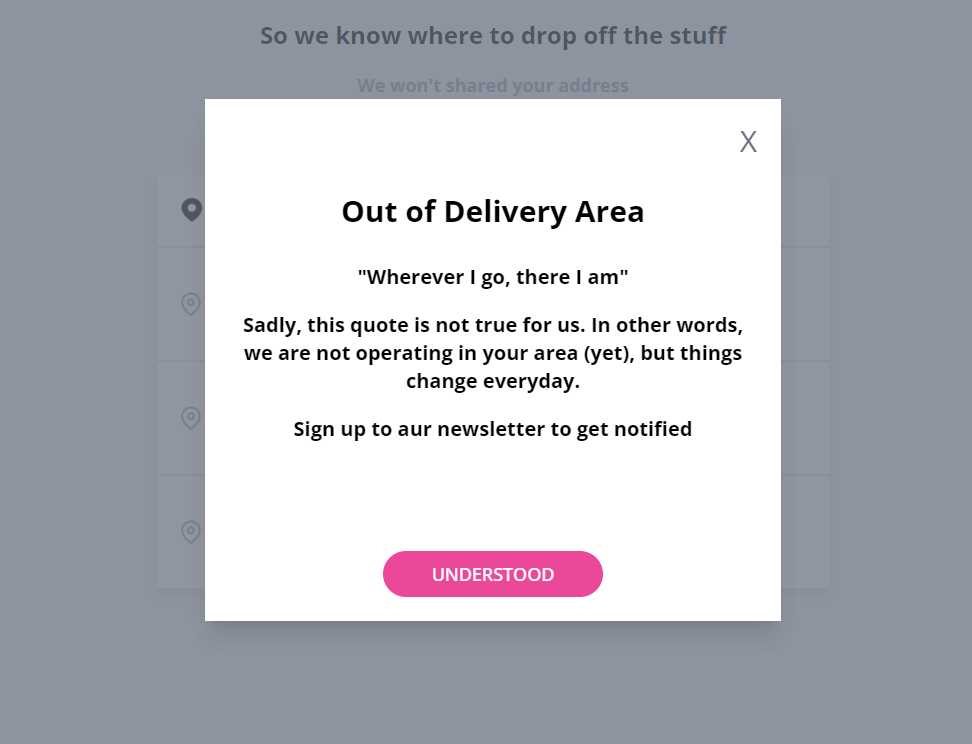 So we know where to drop off the stuff
We won't shared your address
X
Out of Delivery Area
"Wherever I go, there I am"
Sadly, this quote is not true for us. In other words,
we are not operating in your area (yet), but things
change everyday.
Sign up to aur newsletter to get notified
UNDERSTOOD